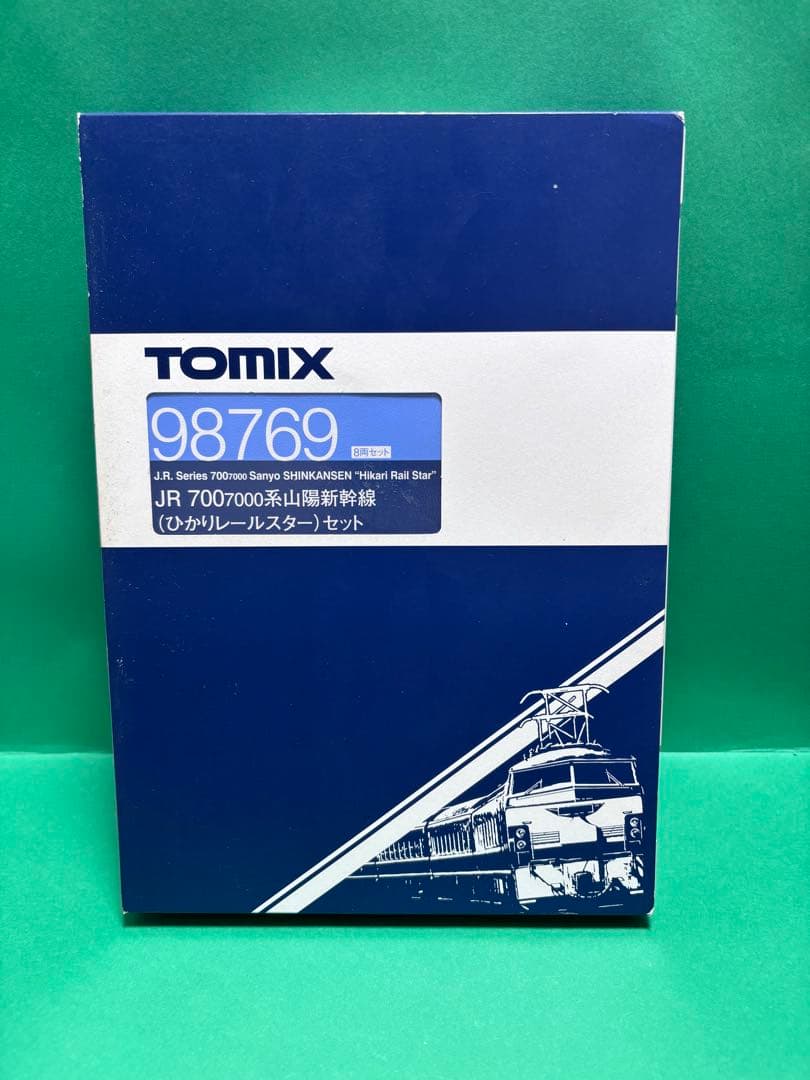 TOMIX
98769 8両セット
J.R. Series 7007000 Sanyo SHINKANSEN "Hikari Rail Star"
JR 7007000系山陽新幹線
(ひかりレールスター)セット